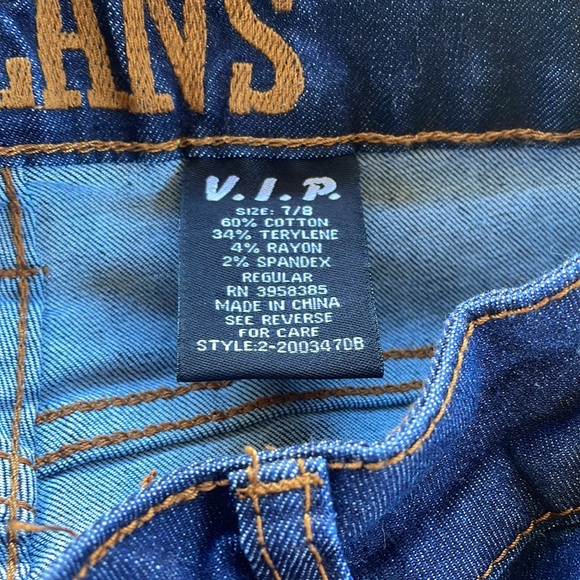 EANS
V.I.P.
SIZE: 7/8
60% COTTON
34% TERYLENE
4% RAYON
2% SPANDEX
REGULAR
RN 3958385
MADE IN CHINA
SEE REVERSE
FOR CARE
STYLE:2-200347DB